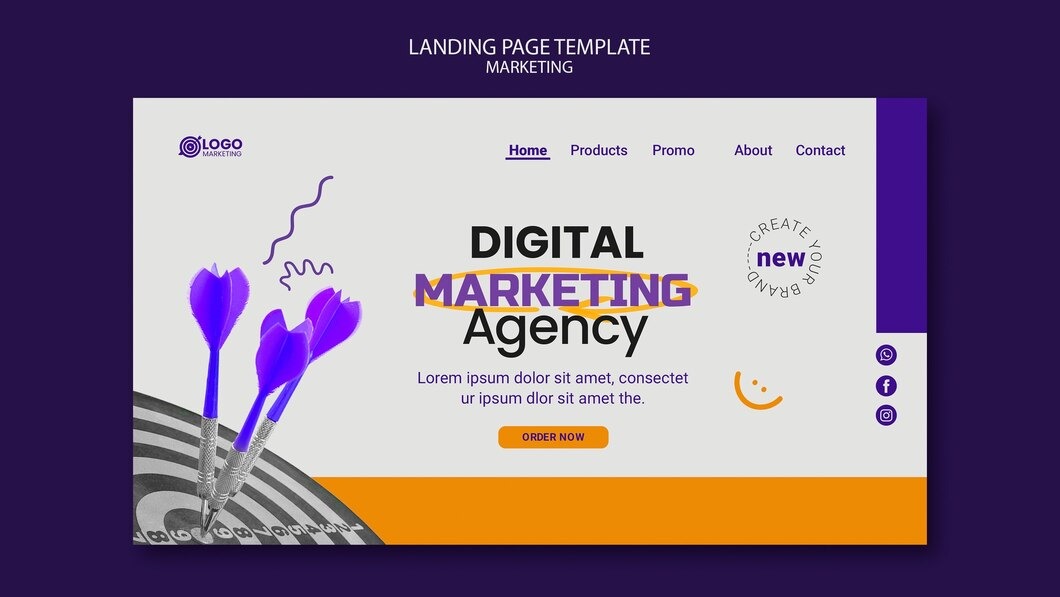 LANDING PAGE TEMPLATE
MARKETING
LOGO
MARKETING
Home Products Promo About Contact
DIGITAL
MARKETING
Agency
Lorem ipsum dolor sit amet, consectet
ur ipsum dlor sit amet the.
ORDER NOW
CREATE YOUR BRAND
new